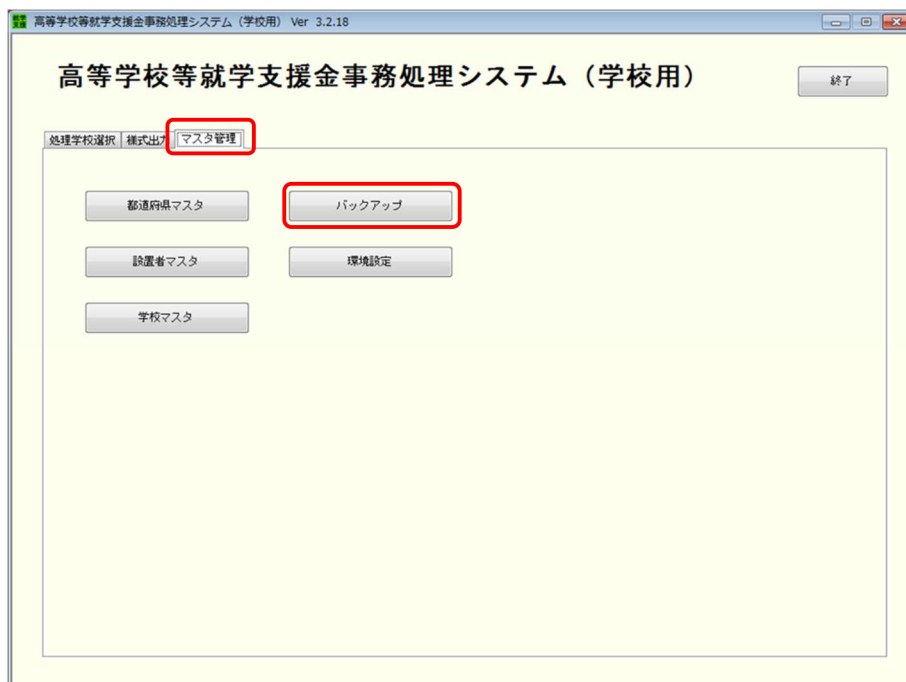 就学支援 高等学校等就学支援金事務処理システム（学校用） Ver 3.2.18
高等学校等就学支援金事務処理システム（学校用）
終了
処理学校選択 様式出力 マスタ管理
都道府県マスタ バックアップ
設置者マスタ 環境設定
学校マスタ